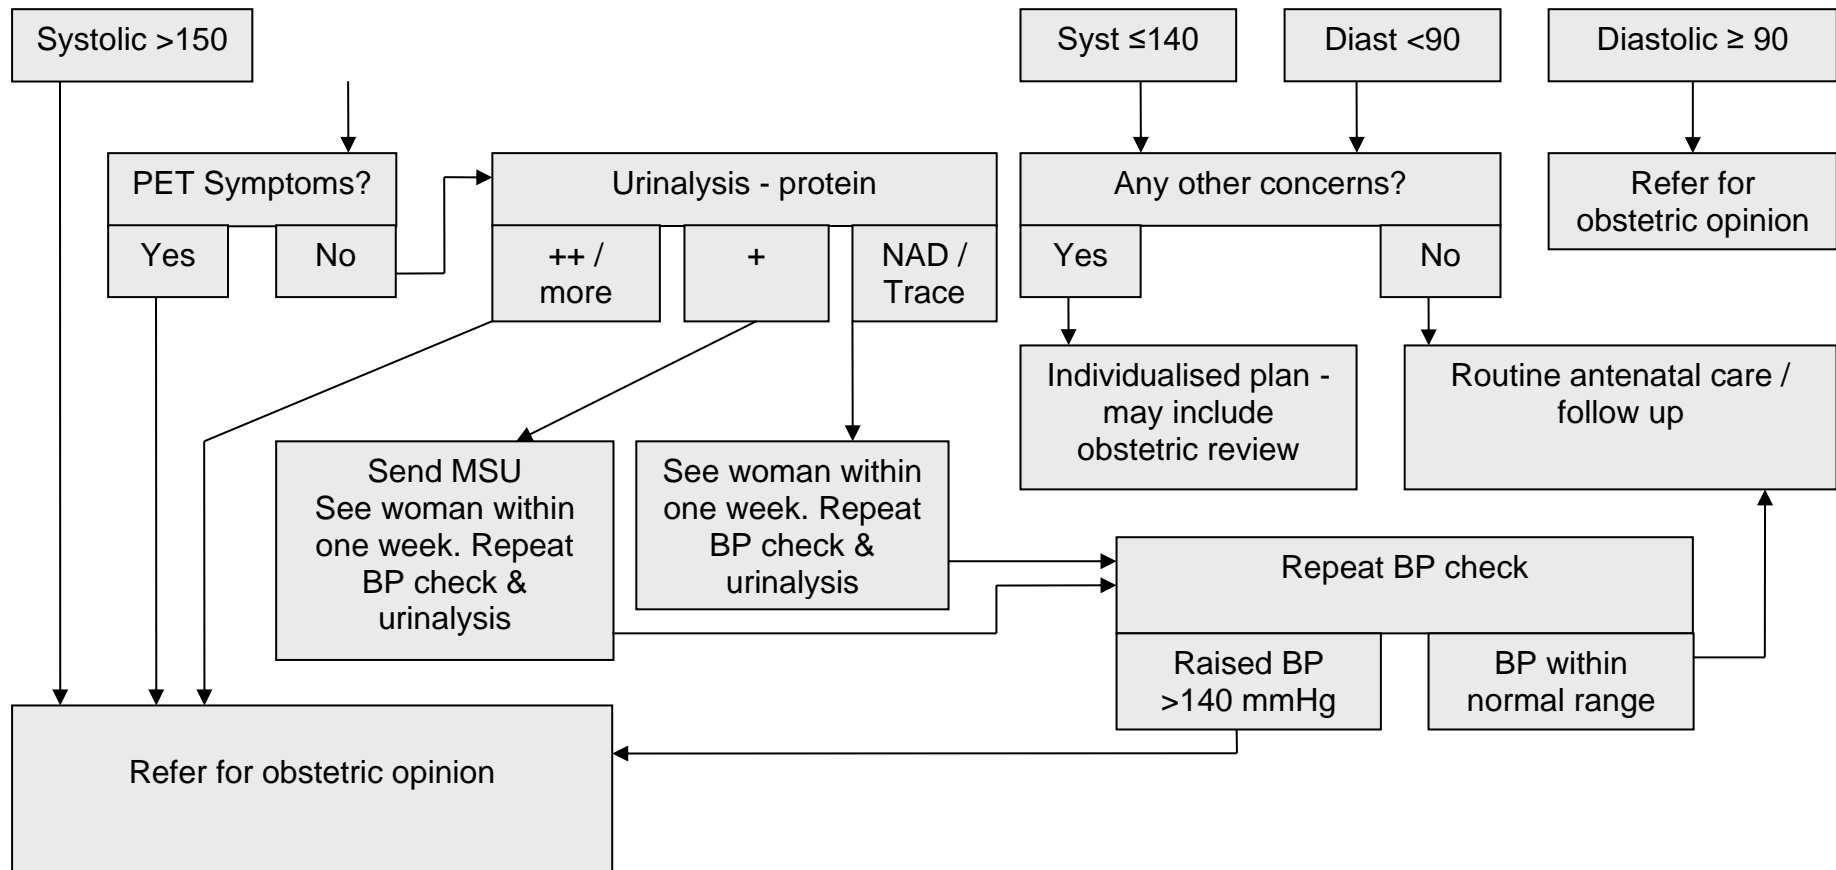 Systolic >150
Syst ≤140
Diast <90
Diastolic ≥ 90
PET Symptoms?
Yes
No
Urinalysis - protein
++ /
more
+
NAD /
Trace
Any other concerns?
Yes
No
Refer for
obstetric opinion
Individualised plan -
may include
obstetric review
Routine antenatal care /
follow up
Send MSU
See woman within
one week. Repeat
BP check &
urinalysis
See woman within
one week. Repeat
BP check &
urinalysis
Repeat BP check
Raised BP
>140 mmHg
BP within
normal range
Refer for obstetric opinion